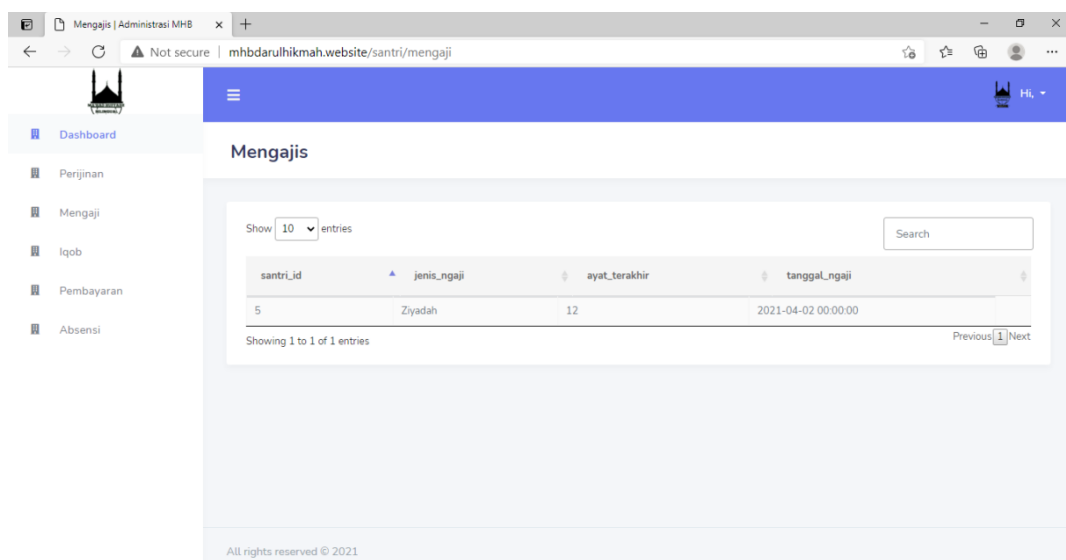 Mengajis | Administrasi MHB
Not secure | mhbdarulhikmah.website/santri/mengaji
Hi,
Dashboard
Perijinan
Mengaji
Iqob
Pembayaran
Absensi
Mengajis
Show 10 entries
Search
santri_id jenis_ngaji ayat_terakhir tanggal_ngaji
5 Ziyadah 12 2021-04-02 00:00:00
Showing 1 to 1 of 1 entries
Previous 1 Next
All rights reserved © 2021